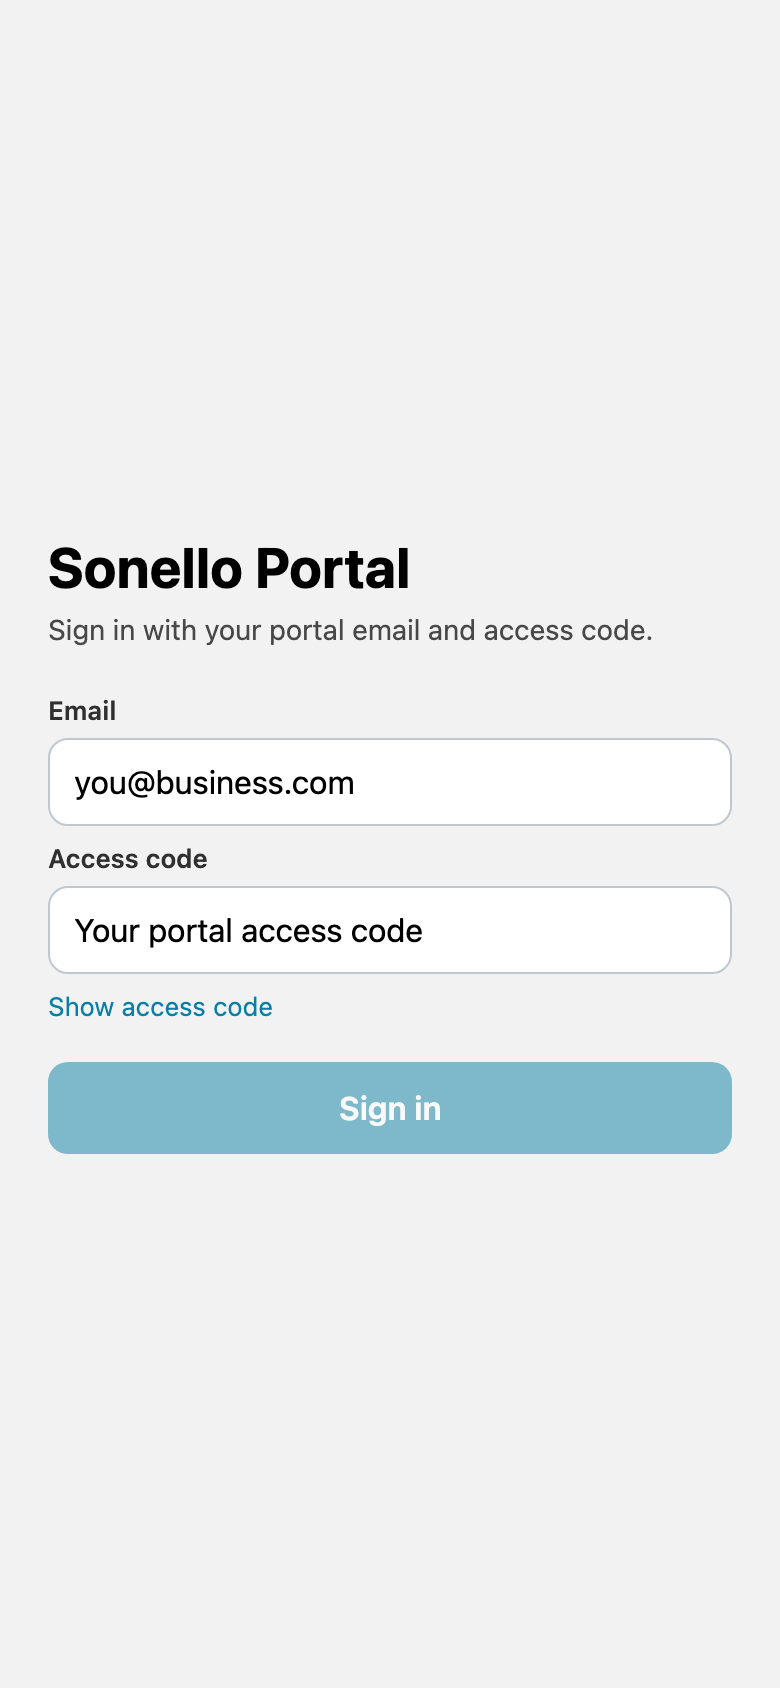 Sonello Portal
Sign in with your portal email and access code.
Email
you@business.com
Access code
Your portal access code
Show access code
Sign in